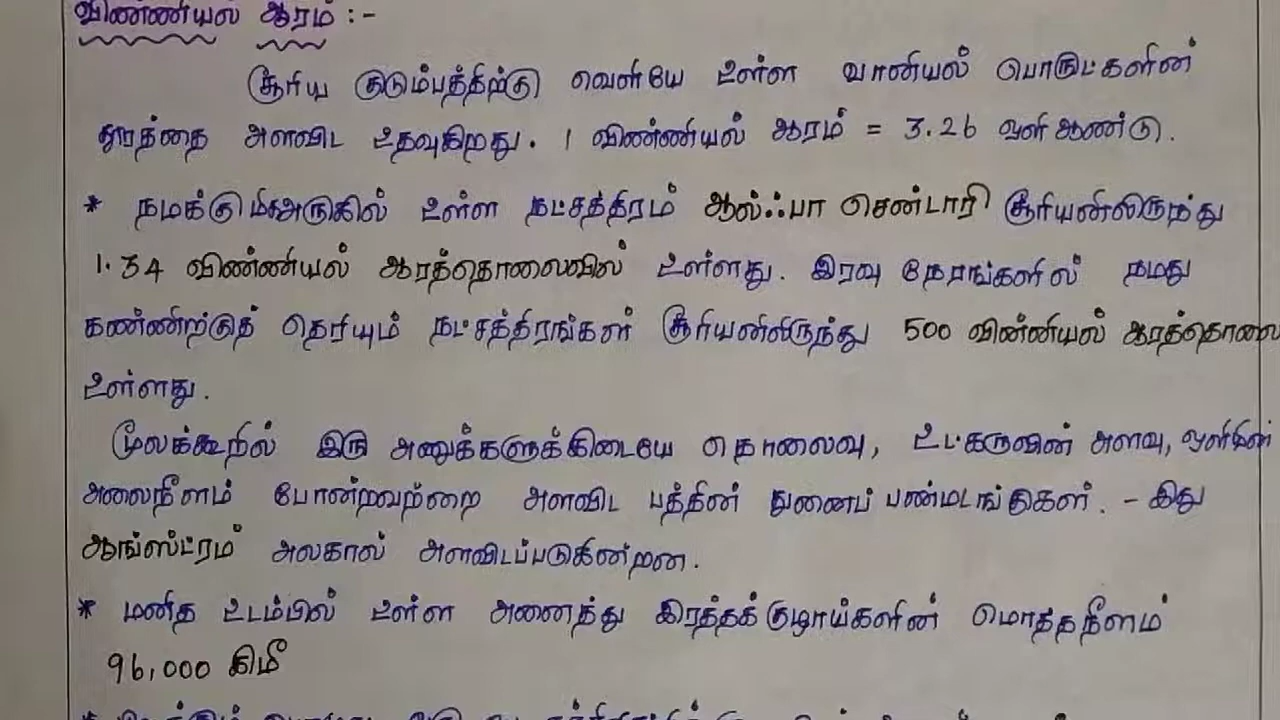 விண்ணியல் ஆரம் :-
சூரிய குடும்பத்திற்கு வெளியே உள்ள வானியல் பொருட்களின்
தூரத்தை அளவிட உதவுகிறது. 1 விண்ணியல் ஆரம் = 3.26 ஒளி ஆண்டு.
* நமக்கு மிகஅருகில் உள்ள நட்சத்திரம் ஆல்ஃபா சென்டாரி சூரியனிலிருந்து
1.34 விண்ணியல் ஆரத்தொலைவில் உள்ளது. இரவு நேரங்களில் நமது
கண்ணிற்குத் தெரியும் நட்சத்திரங்கள் சூரியனிலிருந்து 500 விண்ணியல் ஆரத்தொலை
உள்ளது.
மூலக்கூறில் இரு அணுக்களுக்கிடையே தொலைவு, உட்கருவின் அளவு, ஒளியின்
அலைநீளம் போன்றவற்றை அளவிட பத்தின் துணைப் பன்மடங்குகள். - இது
ஆங்ஸ்ட்ரம் அலகால் அளவிடப்படுகின்றன.
* மனித உடம்பில் உள்ள அனைத்து இரத்தக்குழாய்களின் மொத்தநீளம்
96,000 கிமீ